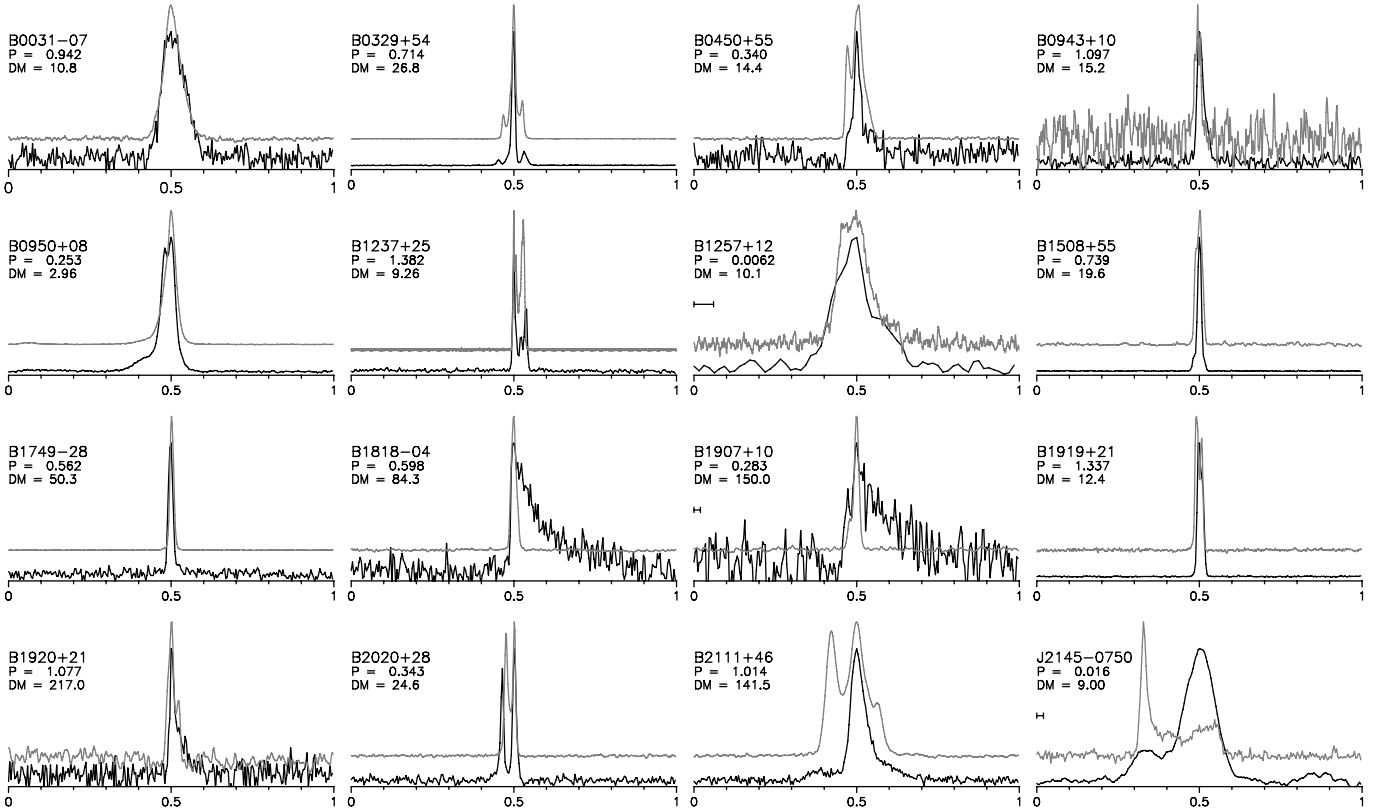 B0031−07
P = 0.942
DM = 10.8
0 0.5 1
B0329+54
P = 0.714
DM = 26.8
0 0.5 1
B0450+55
P = 0.340
DM = 14.4
0 0.5 1
B0943+10
P = 1.097
DM = 15.2
0 0.5 1
B0950+08
P = 0.253
DM = 2.96
0 0.5 1
B1237+25
P = 1.382
DM = 9.26
0 0.5 1
B1257+12
P = 0.0062
DM = 10.1
0 0.5 1
B1508+55
P = 0.739
DM = 19.6
0 0.5 1
B1749−28
P = 0.562
DM = 50.3
0 0.5 1
B1818−04
P = 0.598
DM = 84.3
0 0.5 1
B1907+10
P = 0.283
DM = 150.0
0 0.5 1
B1919+21
P = 1.337
DM = 12.4
0 0.5 1
B1920+21
P = 1.077
DM = 217.0
0 0.5 1
B2020+28
P = 0.343
DM = 24.6
0 0.5 1
B2111+46
P = 1.014
DM = 141.5
0 0.5 1
J2145−0750
P = 0.016
DM = 9.00
0 0.5 1